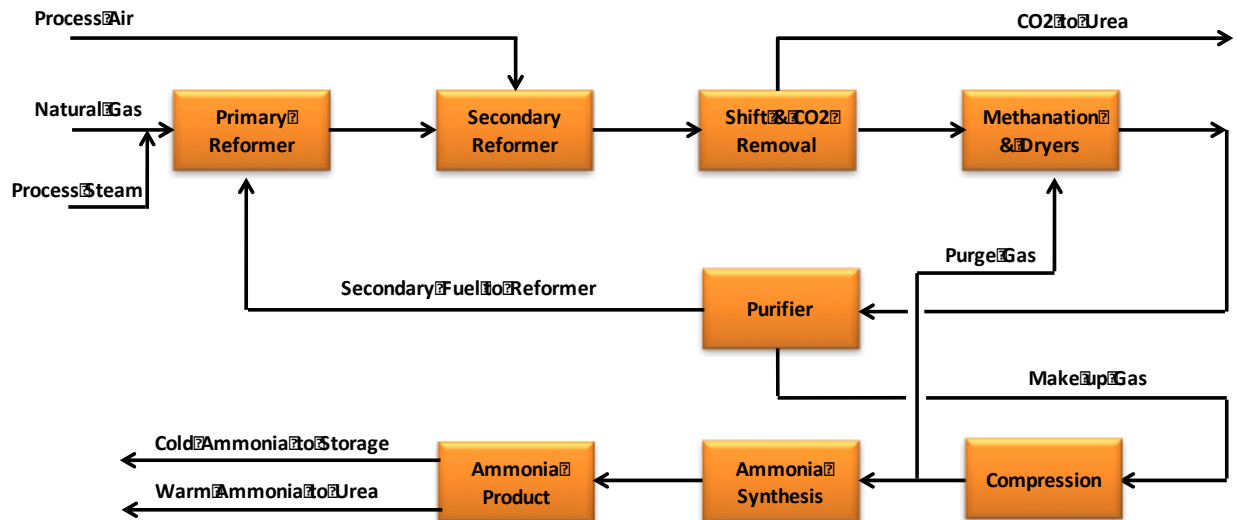 Process Air
CO2 to Urea
Natural Gas
Primary
Reformer
Secondary
Reformer
Shift & CO2
Removal
Methanation
& Dryers
Process Steam
Purge Gas
Secondary Fuel to Reformer
Purifier
Make up Gas
Cold Ammonia to Storage
Warm Ammonia to Urea
Ammonia
Product
Ammonia
Synthesis
Compression